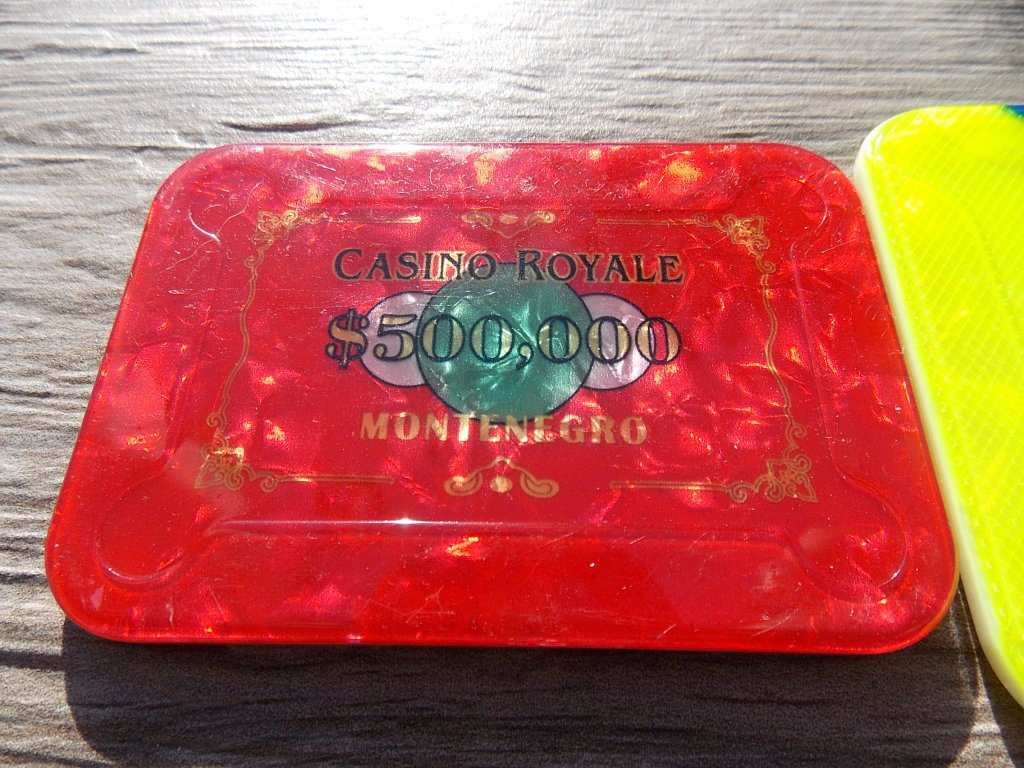 CASINO ROYALE
$500,000
MONTENEGRO